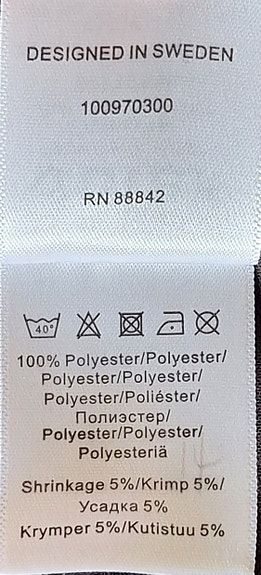 DESIGNED IN SWEDEN
100970300
RN 88842
40°
100% Polyester/Polyester/
Polyester/Polyester/
Polyester/Poliéster/
Полиэстер/
Polyester/Polyester/
Polyesteriä
Shrinkage 5%/Krimp 5%/
Усадка 5%
Krymper 5%/Kutistuu 5%